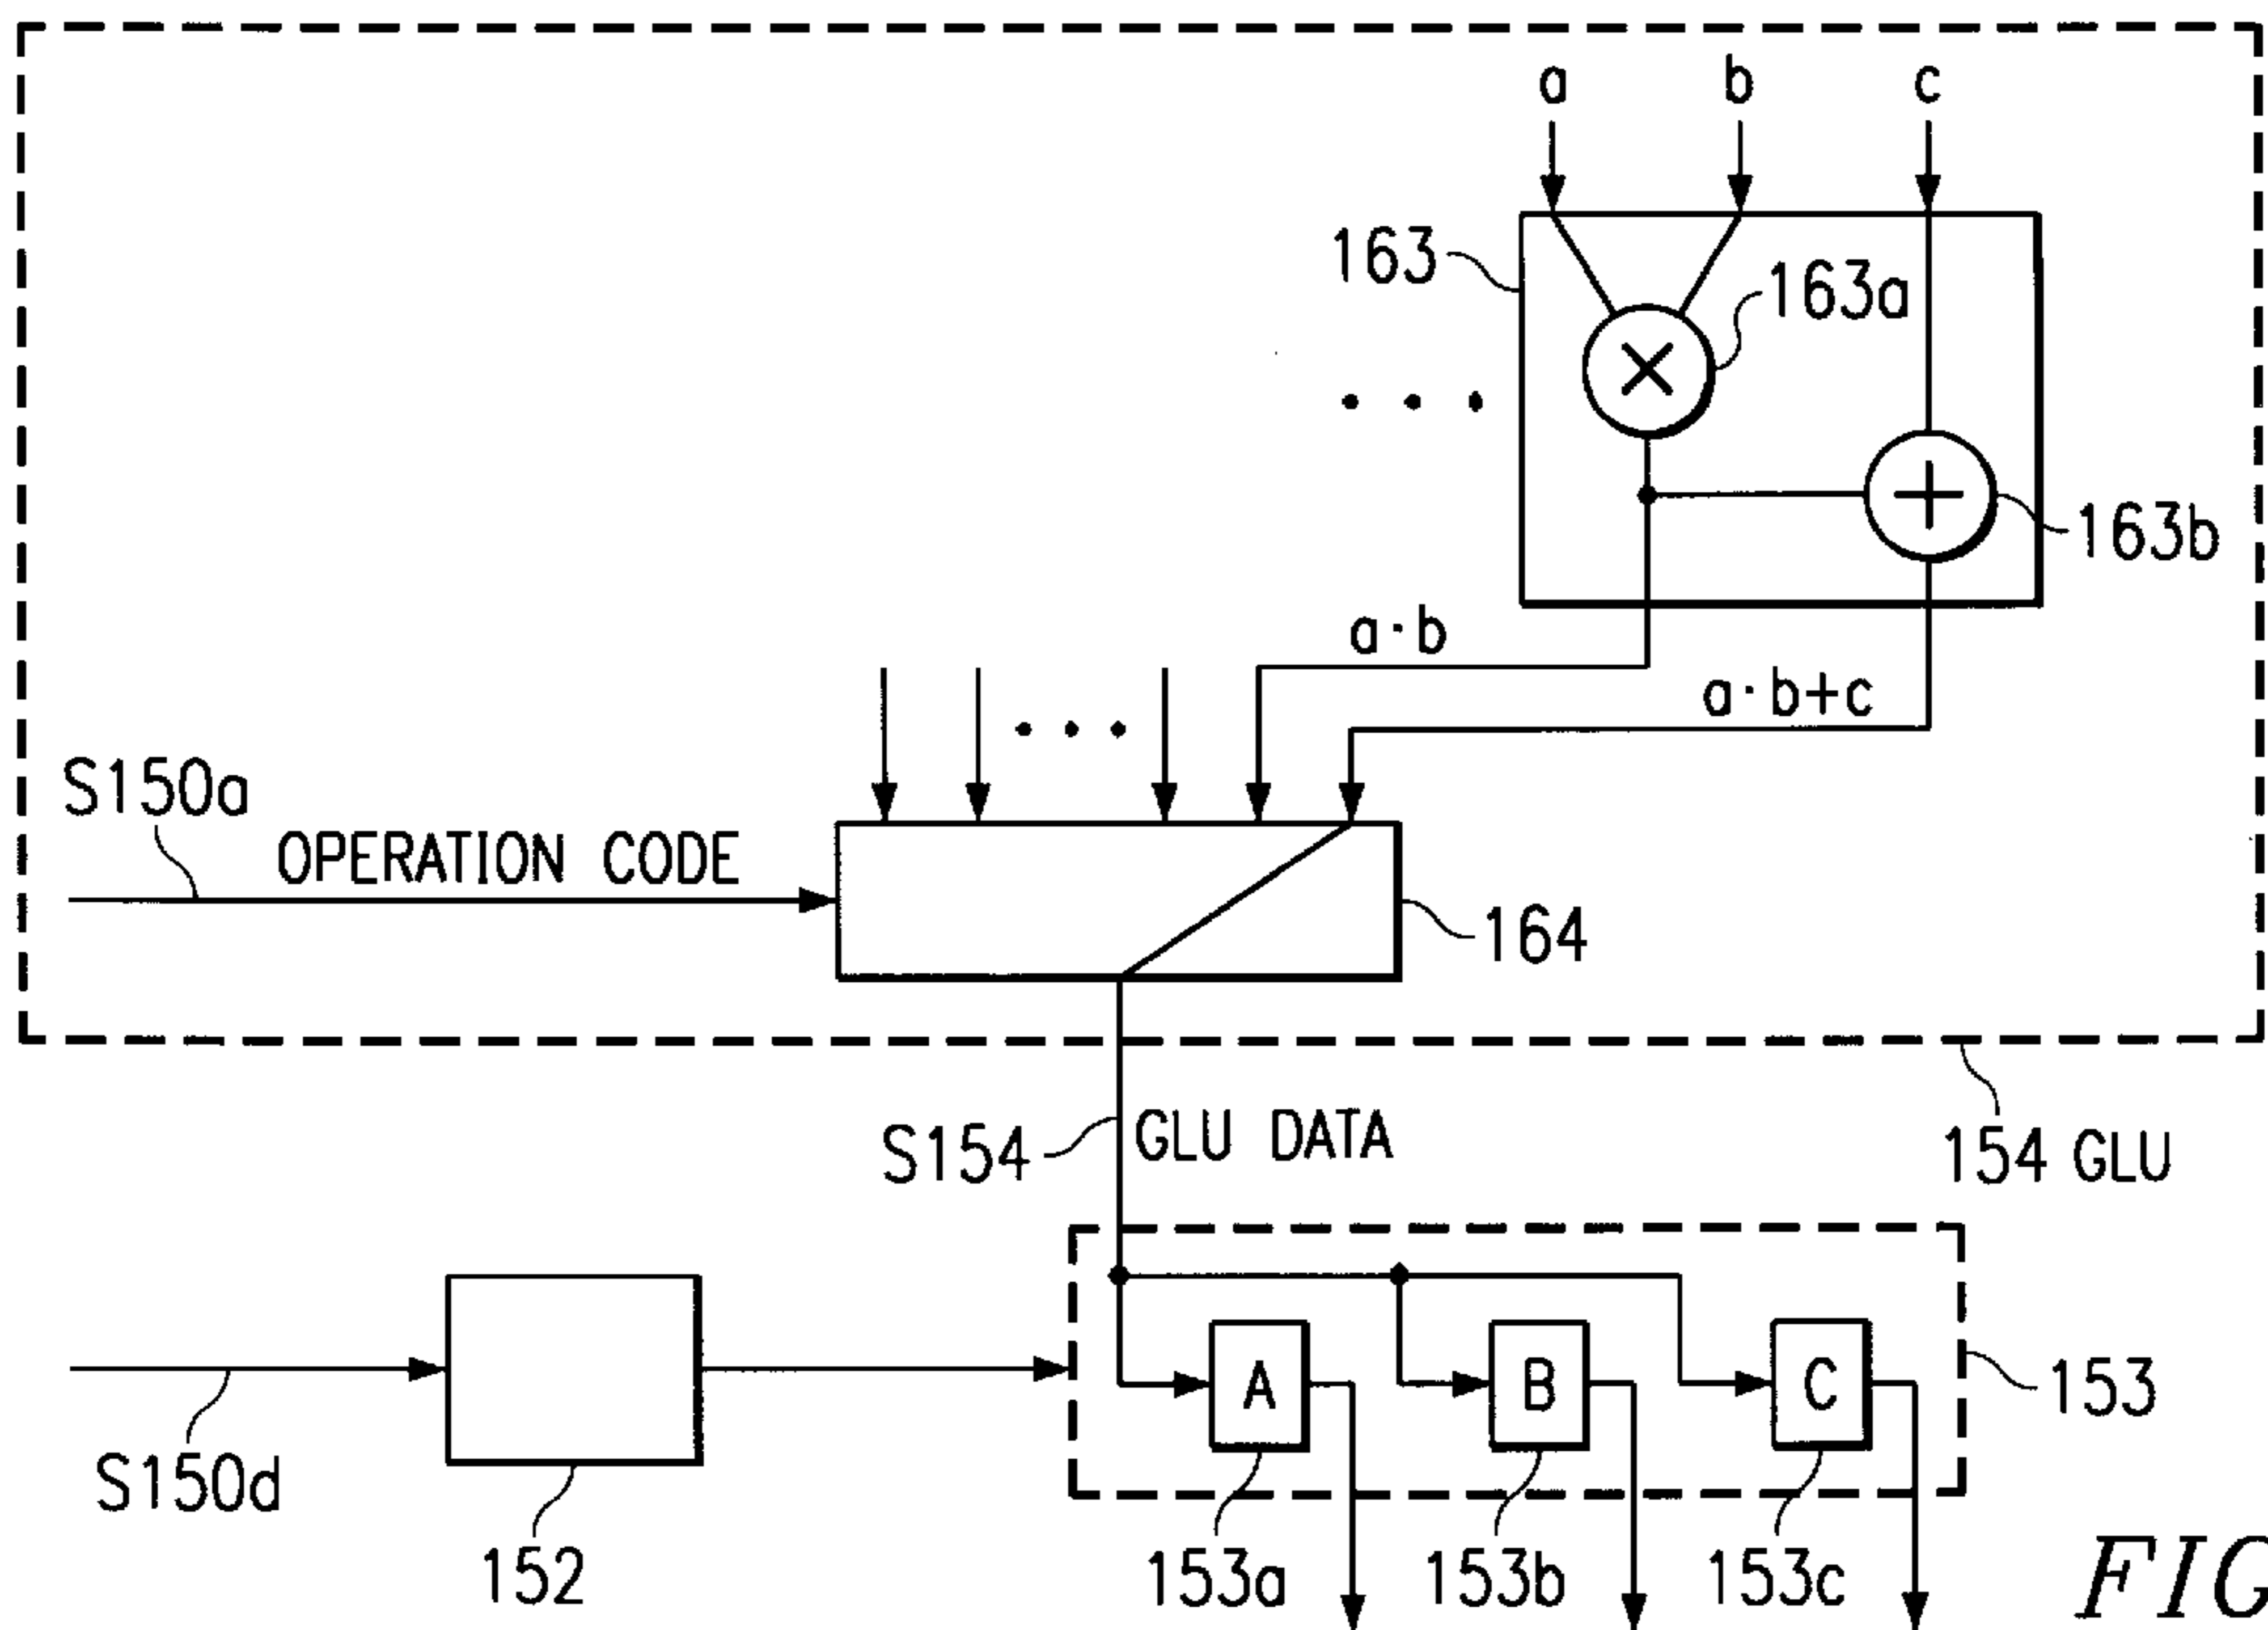 a b c
163
163a
163b
a·b
a·b+c
S150a
OPERATION CODE
164
S154
GLU DATA
154 GLU
A B C
153
S150d
152
153a 153b 153c
FIG